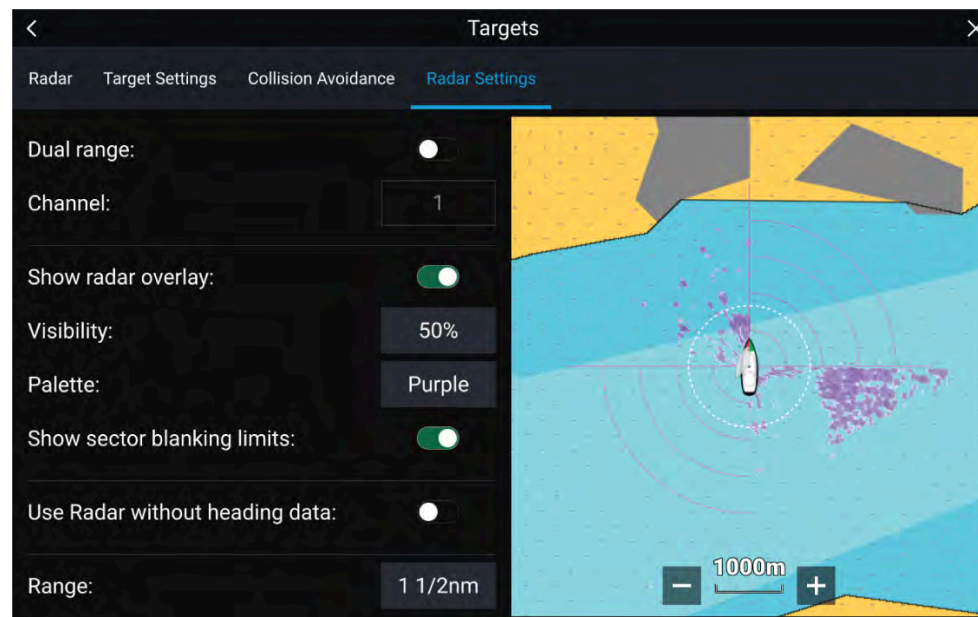 Targets
Radar Target Settings Collision Avoidance Radar Settings
Dual range:
Channel: 1
Show radar overlay:
Visibility: 50%
Palette: Purple
Show sector blanking limits:
Use Radar without heading data:
Range: 1 1/2nm
1000m